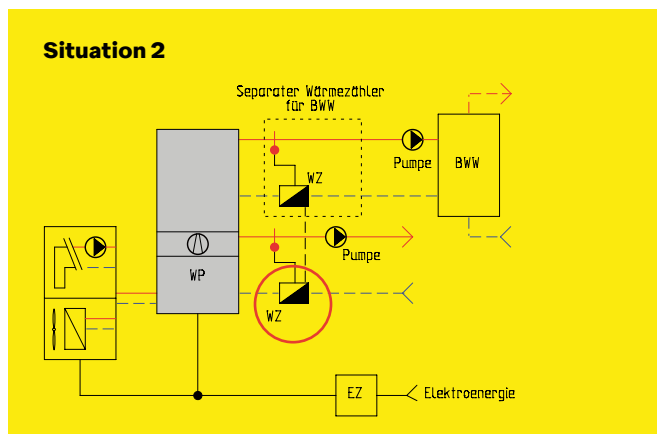 Situation 2
Separater Wärmezähler
für BWW
WZ
Pumpe
BWW
Pumpe
WP
WZ
EZ
Elektroenergie